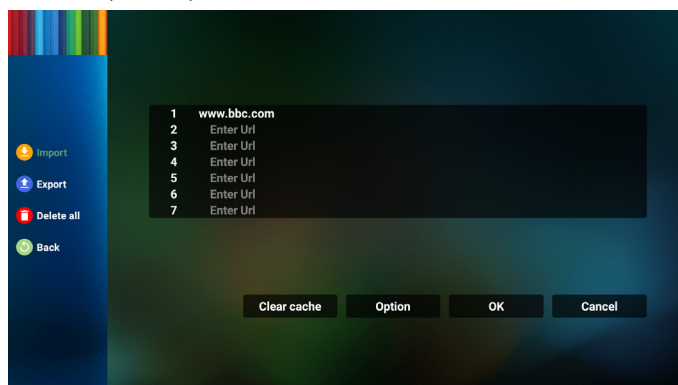 Import
Export
Delete all
Back
1 www.bbc.com
2 Enter Url
3 Enter Url
4 Enter Url
5 Enter Url
6 Enter Url
7 Enter Url
Clear cache Option OK Cancel